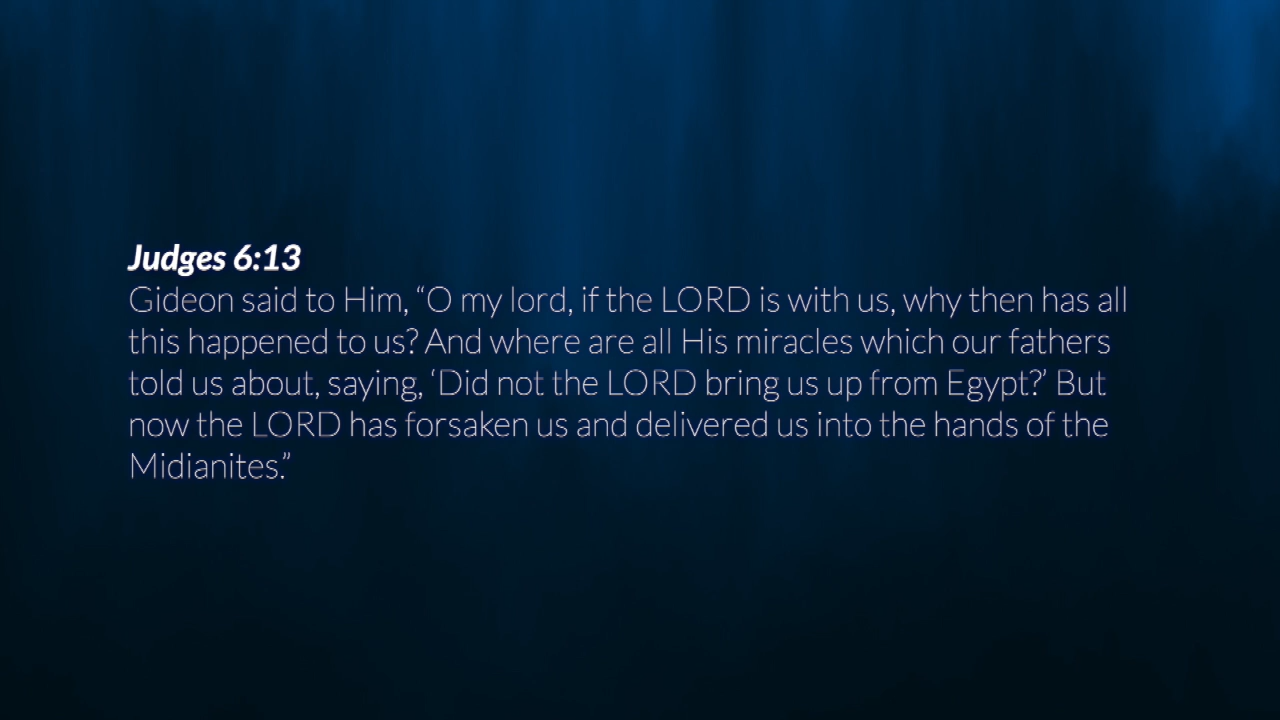 Judges 6:13
Gideon said to Him, “O my lord, if the LORD is with us, why then has all
this happened to us? And where are all His miracles which our fathers
told us about, saying, ‘Did not the LORD bring us up from Egypt?’ But
now the LORD has forsaken us and delivered us into the hands of the
Midianites.”